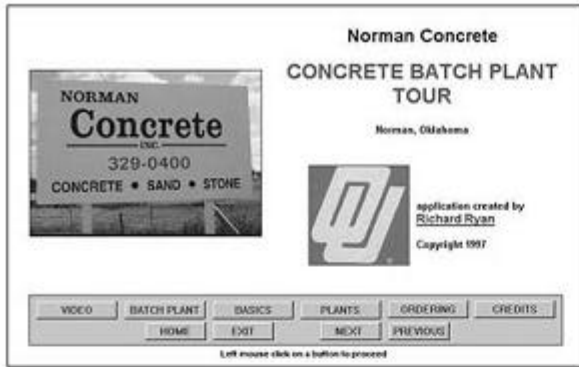 Norman Concrete
CONCRETE BATCH PLANT
TOUR
Norman, Oklahoma
NORMAN
Concrete
INC.
329-0400
CONCRETE • SAND • STONE
OU
application created by
Richard Ryan
Copyright 1997
VIDEO BATCH PLANT BASICS PLANTS ORDERING CREDITS
HOME EXIT NEXT PREVIOUS
Left mouse click on a button to proceed